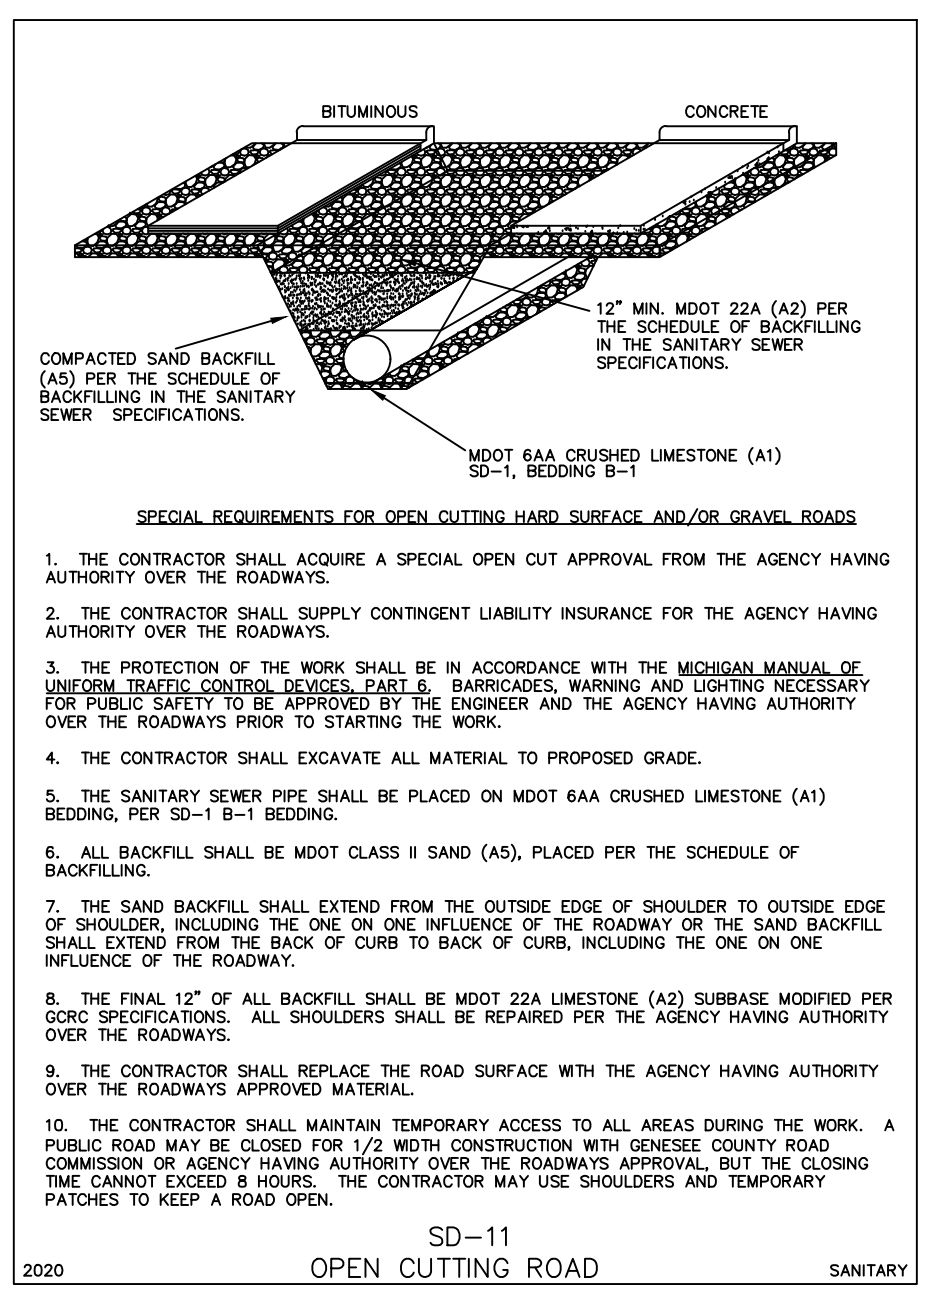 BITUMINOUS
CONCRETE
12" MIN. MDOT 22A (A2) PER
THE SCHEDULE OF BACKFILLING
IN THE SANITARY SEWER
SPECIFICATIONS.
COMPACTED SAND BACKFILL
(A5) PER THE SCHEDULE OF
BACKFILLING IN THE SANITARY
SEWER SPECIFICATIONS.
MDOT 6AA CRUSHED LIMESTONE (A1)
SD-1, BEDDING B-1
SPECIAL REQUIREMENTS FOR OPEN CUTTING HARD SURFACE AND/OR GRAVEL ROADS
1. THE CONTRACTOR SHALL ACQUIRE A SPECIAL OPEN CUT APPROVAL FROM THE AGENCY HAVING
AUTHORITY OVER THE ROADWAYS.
2. THE CONTRACTOR SHALL SUPPLY CONTINGENT LIABILITY INSURANCE FOR THE AGENCY HAVING
AUTHORITY OVER THE ROADWAYS.
3. THE PROTECTION OF THE WORK SHALL BE IN ACCORDANCE WITH THE MICHIGAN MANUAL OF
UNIFORM TRAFFIC CONTROL DEVICES, PART 6. BARRICADES, WARNING AND LIGHTING NECESSARY
FOR PUBLIC SAFETY TO BE APPROVED BY THE ENGINEER AND THE AGENCY HAVING AUTHORITY
OVER THE ROADWAYS PRIOR TO STARTING THE WORK.
4. THE CONTRACTOR SHALL EXCAVATE ALL MATERIAL TO PROPOSED GRADE.
5. THE SANITARY SEWER PIPE SHALL BE PLACED ON MDOT 6AA CRUSHED LIMESTONE (A1)
BEDDING, PER SD-1 B-1 BEDDING.
6. ALL BACKFILL SHALL BE MDOT CLASS II SAND (A5), PLACED PER THE SCHEDULE OF
BACKFILLING.
7. THE SAND BACKFILL SHALL EXTEND FROM THE OUTSIDE EDGE OF SHOULDER TO OUTSIDE EDGE
OF SHOULDER, INCLUDING THE ONE ON ONE INFLUENCE OF THE ROADWAY OR THE SAND BACKFILL
SHALL EXTEND FROM THE BACK OF CURB TO BACK OF CURB, INCLUDING THE ONE ON ONE
INFLUENCE OF THE ROADWAY.
8. THE FINAL 12" OF ALL BACKFILL SHALL BE MDOT 22A LIMESTONE (A2) SUBBASE MODIFIED PER
GCRC SPECIFICATIONS. ALL SHOULDERS SHALL BE REPAIRED PER THE AGENCY HAVING AUTHORITY
OVER THE ROADWAYS.
9. THE CONTRACTOR SHALL REPLACE THE ROAD SURFACE WITH THE AGENCY HAVING AUTHORITY
OVER THE ROADWAYS APPROVED MATERIAL.
10. THE CONTRACTOR SHALL MAINTAIN TEMPORARY ACCESS TO ALL AREAS DURING THE WORK. A
PUBLIC ROAD MAY BE CLOSED FOR 1/2 WIDTH CONSTRUCTION WITH GENESEE COUNTY ROAD
COMMISSION OR AGENCY HAVING AUTHORITY OVER THE ROADWAYS APPROVAL, BUT THE CLOSING
TIME CANNOT EXCEED 8 HOURS. THE CONTRACTOR MAY USE SHOULDERS AND TEMPORARY
PATCHES TO KEEP A ROAD OPEN.
SD-11
OPEN CUTTING ROAD
2020
SANITARY